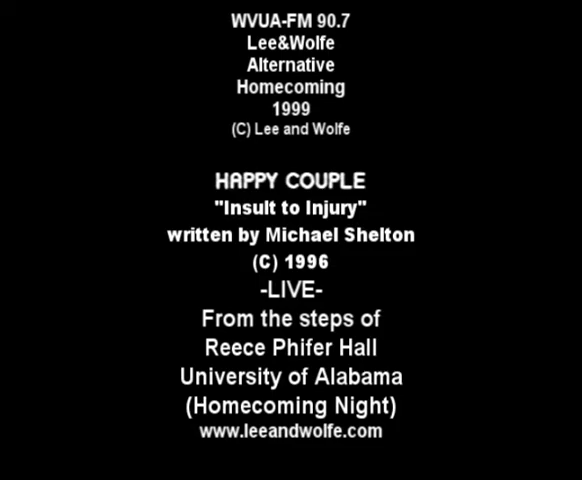 WVUA-FM 90.7
Lee&Wolfe
Alternative
Homecoming
1999
(C) Lee and Wolfe
HAPPY COUPLE
"Insult to Injury"
written by Michael Shelton
(C) 1996
-LIVE-
From the steps of
Reece Phifer Hall
University of Alabama
(Homecoming Night)
www.leeandwolfe.com